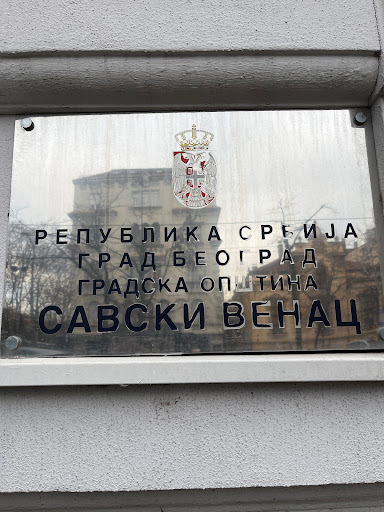 РЕПУБЛИКА СРБИЈА
ГРАД БЕОГРАД
ГРАДСКА ОПШТИНА
САВСКИ ВЕНАЦ